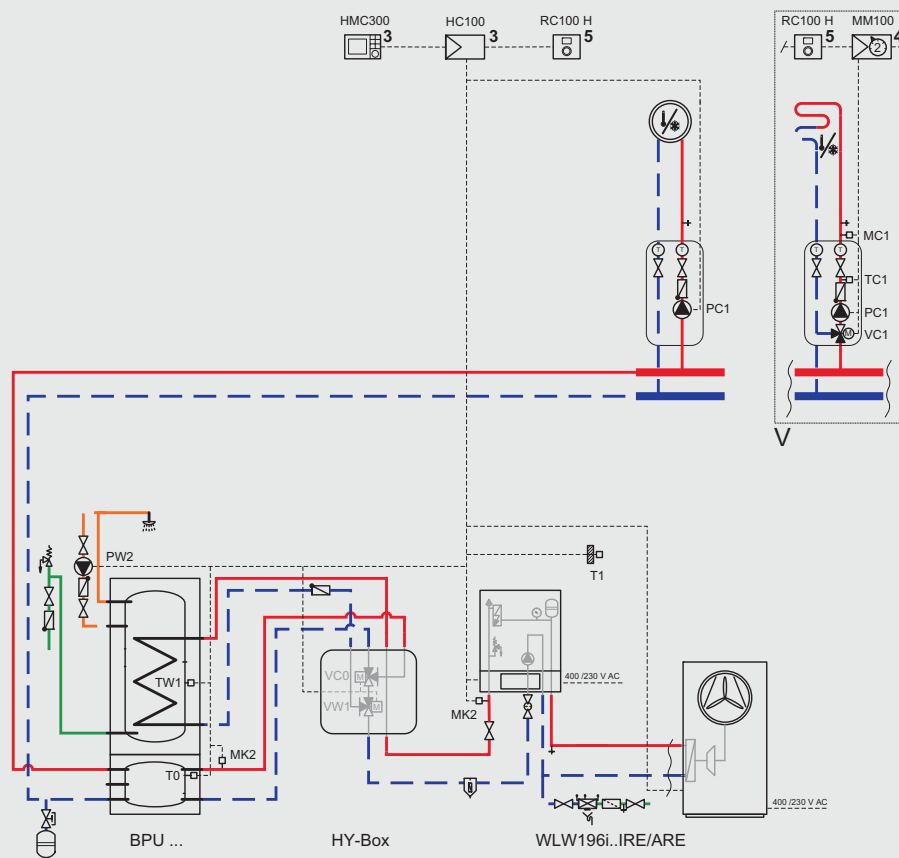 HMC300
3
HC100
3
RC100 H
5
RC100 H
5
MM100
4
2
MC1
T
T
T
T
TC1
PC1
PC1
M
VC1
V
PW2
T1
VC0
M
TW1
VW1
M
400 /230 V AC
MK2
MK2
T0
400 /230 V AC
BPU ...
HY-Box
WLW196i..IRE/ARE